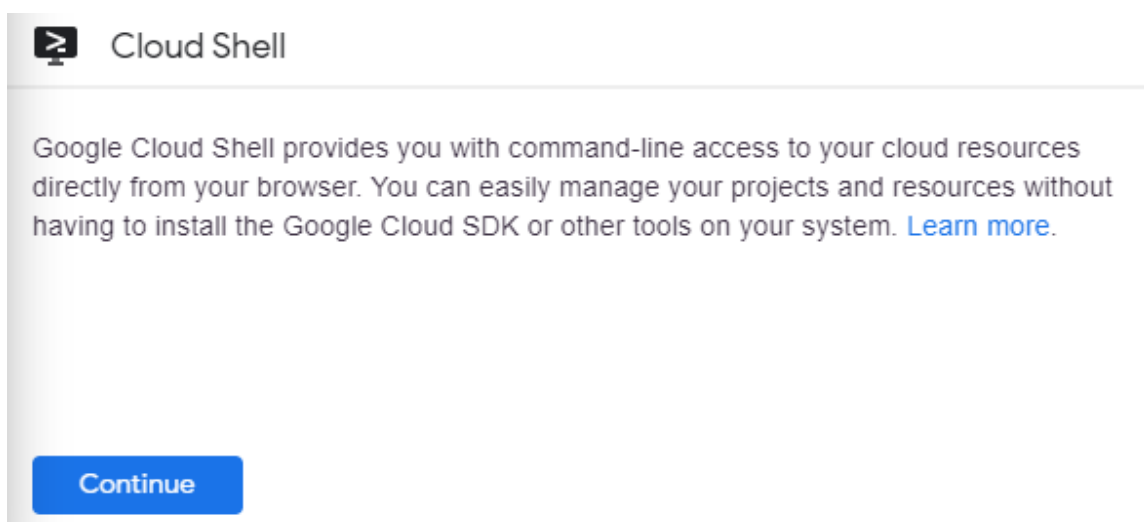 Cloud Shell
Google Cloud Shell provides you with command-line access to your cloud resources
directly from your browser. You can easily manage your projects and resources without
having to install the Google Cloud SDK or other tools on your system. Learn more.
Continue